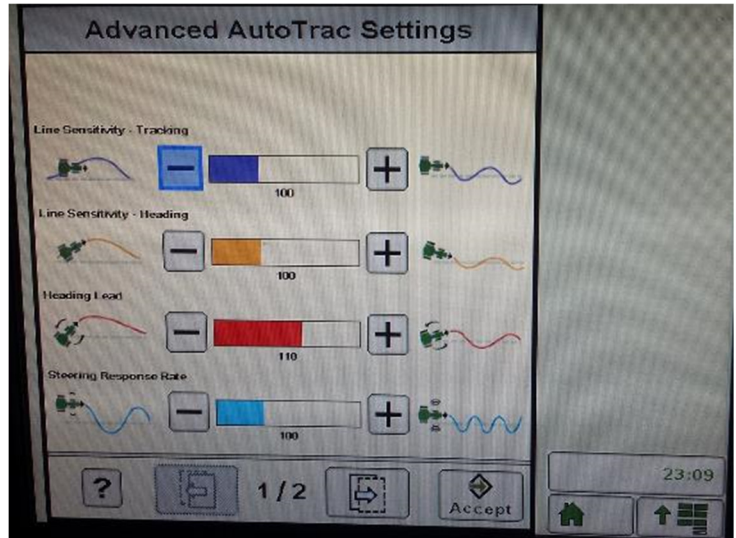 Advanced AutoTrac Settings
Line Sensitivity - Tracking
100
Line Sensitivity - Heading
100
Heading Lead
110
Steering Response Rate
100
?
1/2
Accept
23:09